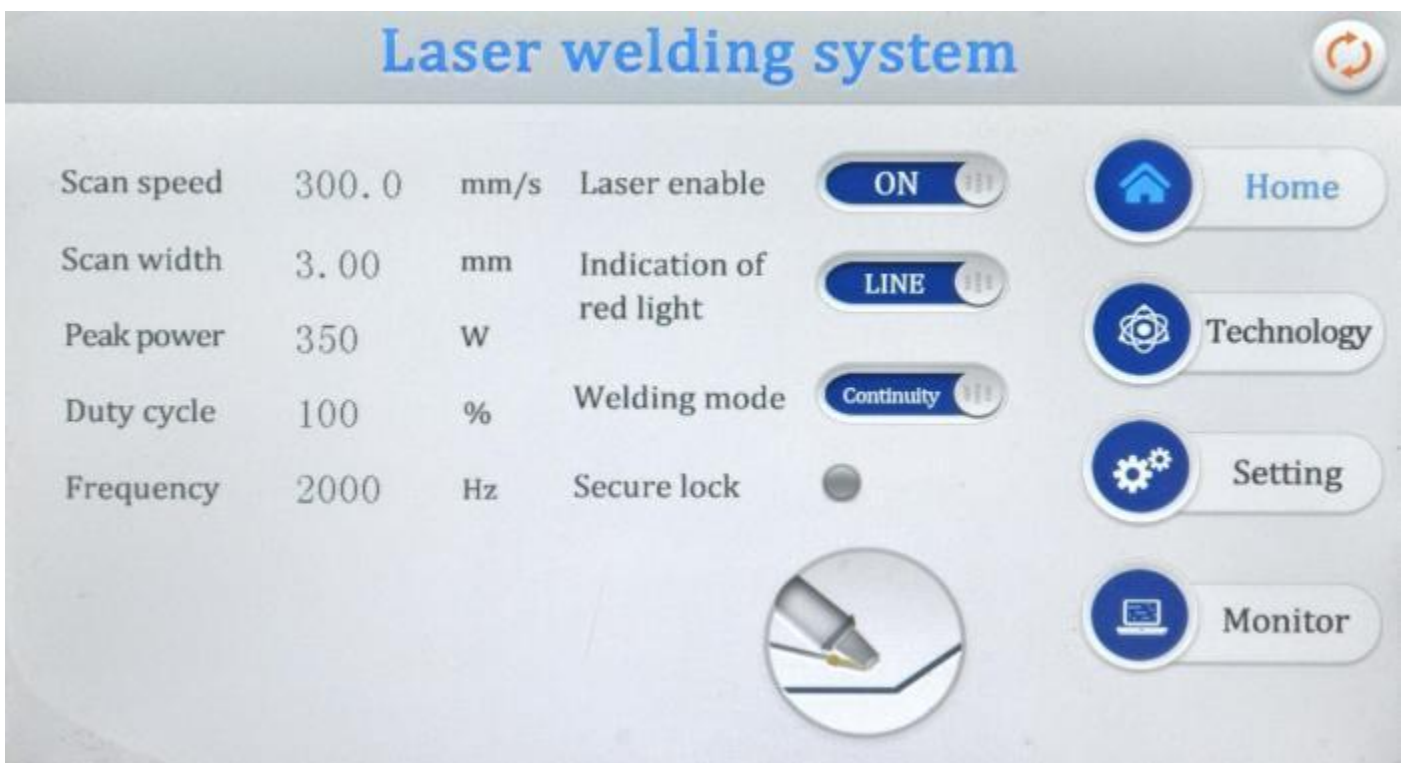 Laser welding system
Scan speed 300.0 mm/s
Scan width 3.00 mm
Peak power 350 W
Duty cycle 100 %
Frequency 2000 Hz
Laser enable ON
Indication of
red light LINE
Welding mode Continuity
Secure lock
Home
Technology
Setting
Monitor